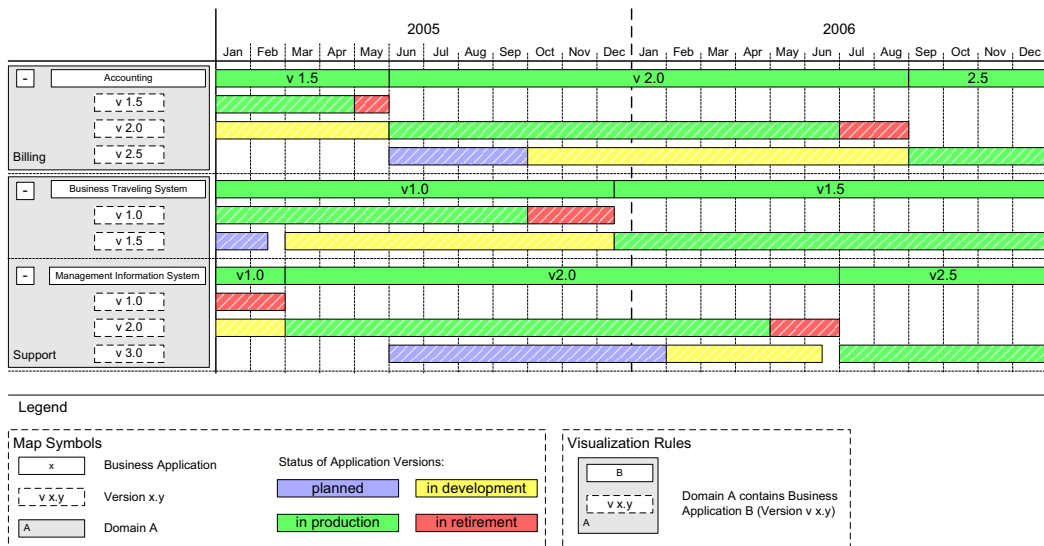 2005 2006
Jan Feb Mar Apr May Jun Jul Aug Sep Oct Nov Dec Jan Feb Mar Apr May Jun Jul Aug Sep Oct Nov Dec
- Accounting v 1.5 v 2.0 2.5
v 1.5
v 2.0
Billing v 2.5
- Business Traveling System v1.0 v1.5
v 1.0
v 1.5
- Management Information System v1.0 v2.0 v2.5
v 1.0
v 2.0
Support v 3.0
Legend
Map Symbols
x Business Application
v x.y Version x.y
A Domain A
Status of Application Versions:
planned in development
in production in retirement
Visualization Rules
B
v x.y
A
Domain A contains Business
Application B (Version v x.y)